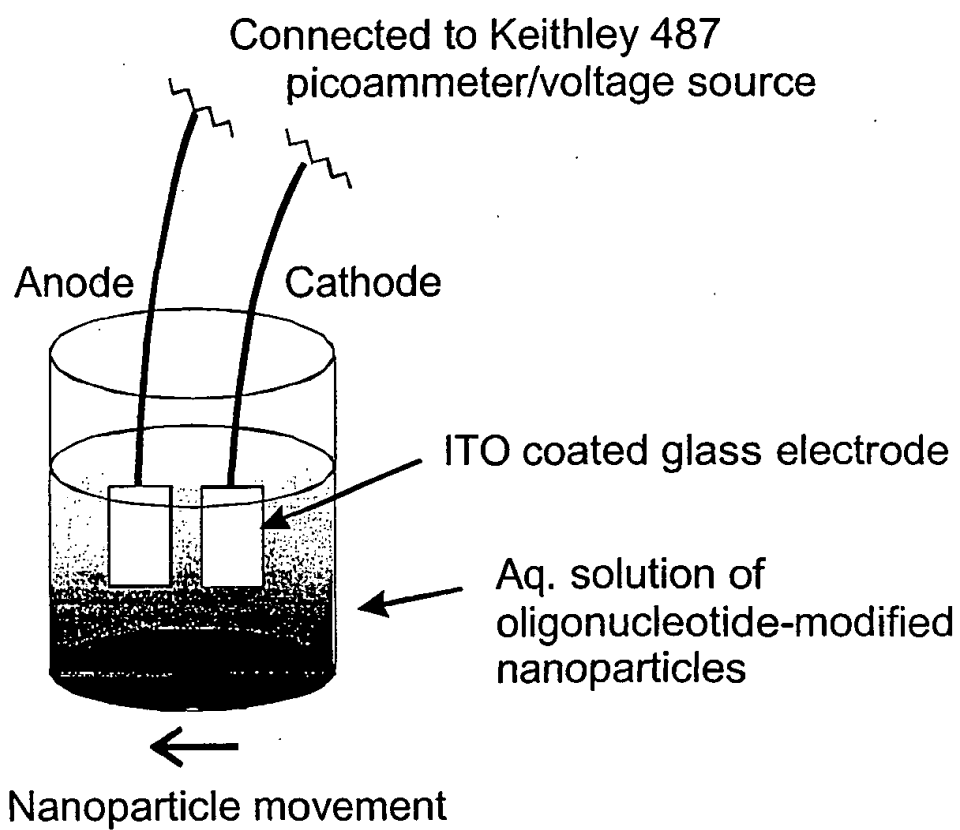 Connected to Keithley 487
picoammeter/voltage source
Anode
Cathode
ITO coated glass electrode
Aq. solution of
oligonucleotide-modified
nanoparticles
Nanoparticle movement